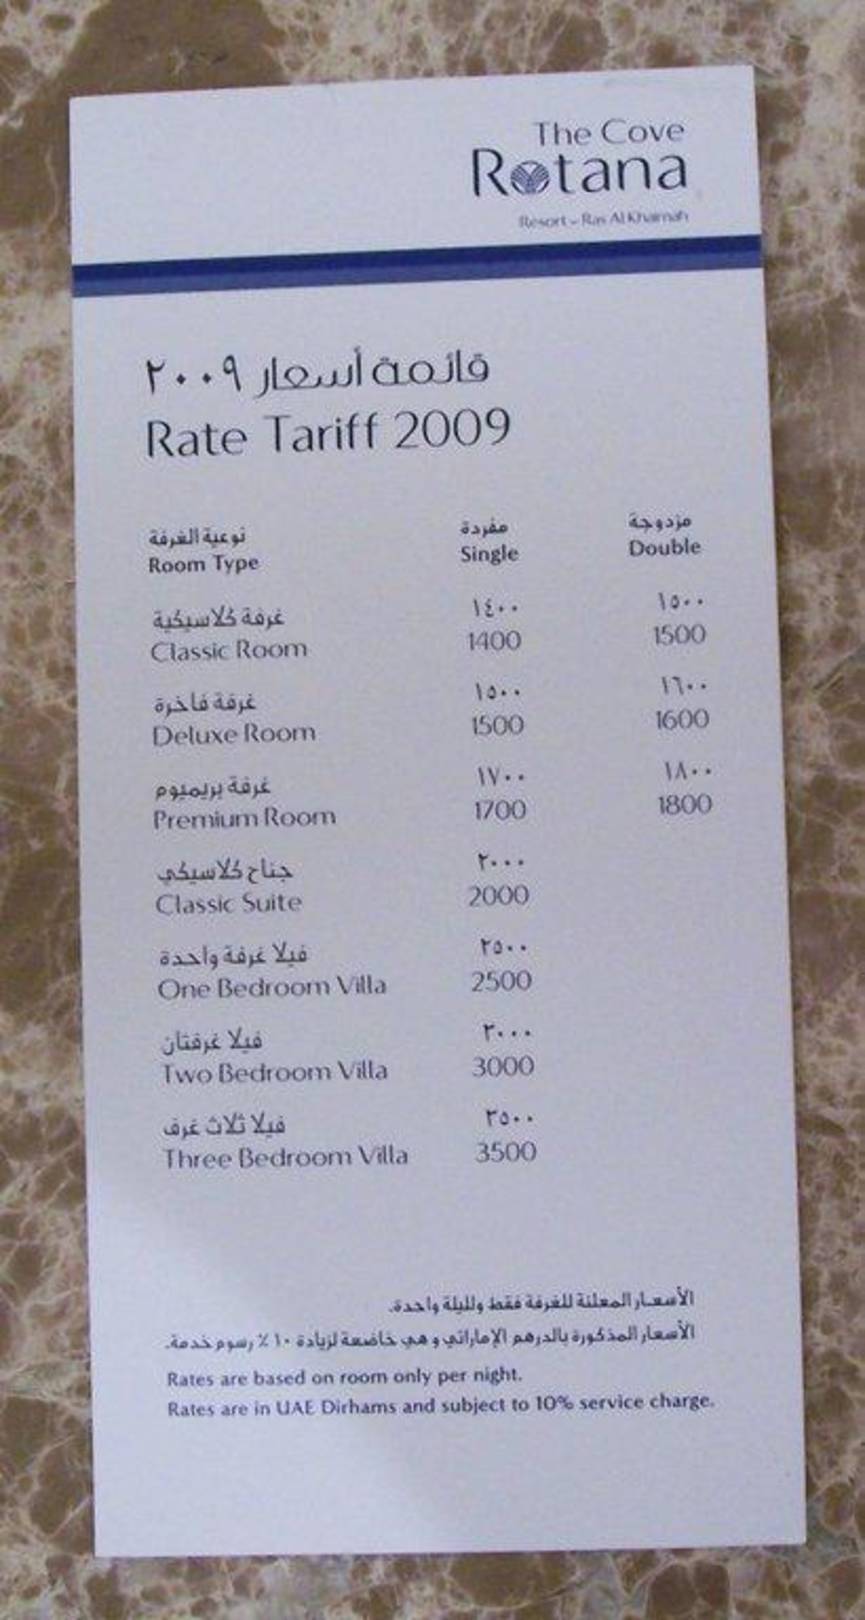 The Cove
Rotana
Resort – Ras Al Khaimah
قائمة أسعار ٢٠٠٩
Rate Tariff 2009
نوعية الغرفة مفردة مزدوجة
Room Type Single Double
غرفة كلاسيكية ١٤٠٠ ١٥٠٠
Classic Room 1400 1500
غرفة فاخرة ١٥٠٠ ١٦٠٠
Deluxe Room 1500 1600
غرفة بريميوم ١٧٠٠ ١٨٠٠
Premium Room 1700 1800
جناح كلاسيكي ٢٠٠٠
Classic Suite 2000
فيلا غرفة واحدة ٢٥٠٠
One Bedroom Villa 2500
فيلا غرفتان ٣٠٠٠
Two Bedroom Villa 3000
فيلا ثلاث غرف ٣٥٠٠
Three Bedroom Villa 3500
الأسعار المعلنة للغرفة فقط ولليلة واحدة.
الأسعار المذكورة بالدرهم الإماراتي و هي خاضعة لزيادة ١٠ ٪ رسوم خدمة.
Rates are based on room only per night.
Rates are in UAE Dirhams and subject to 10% service charge.